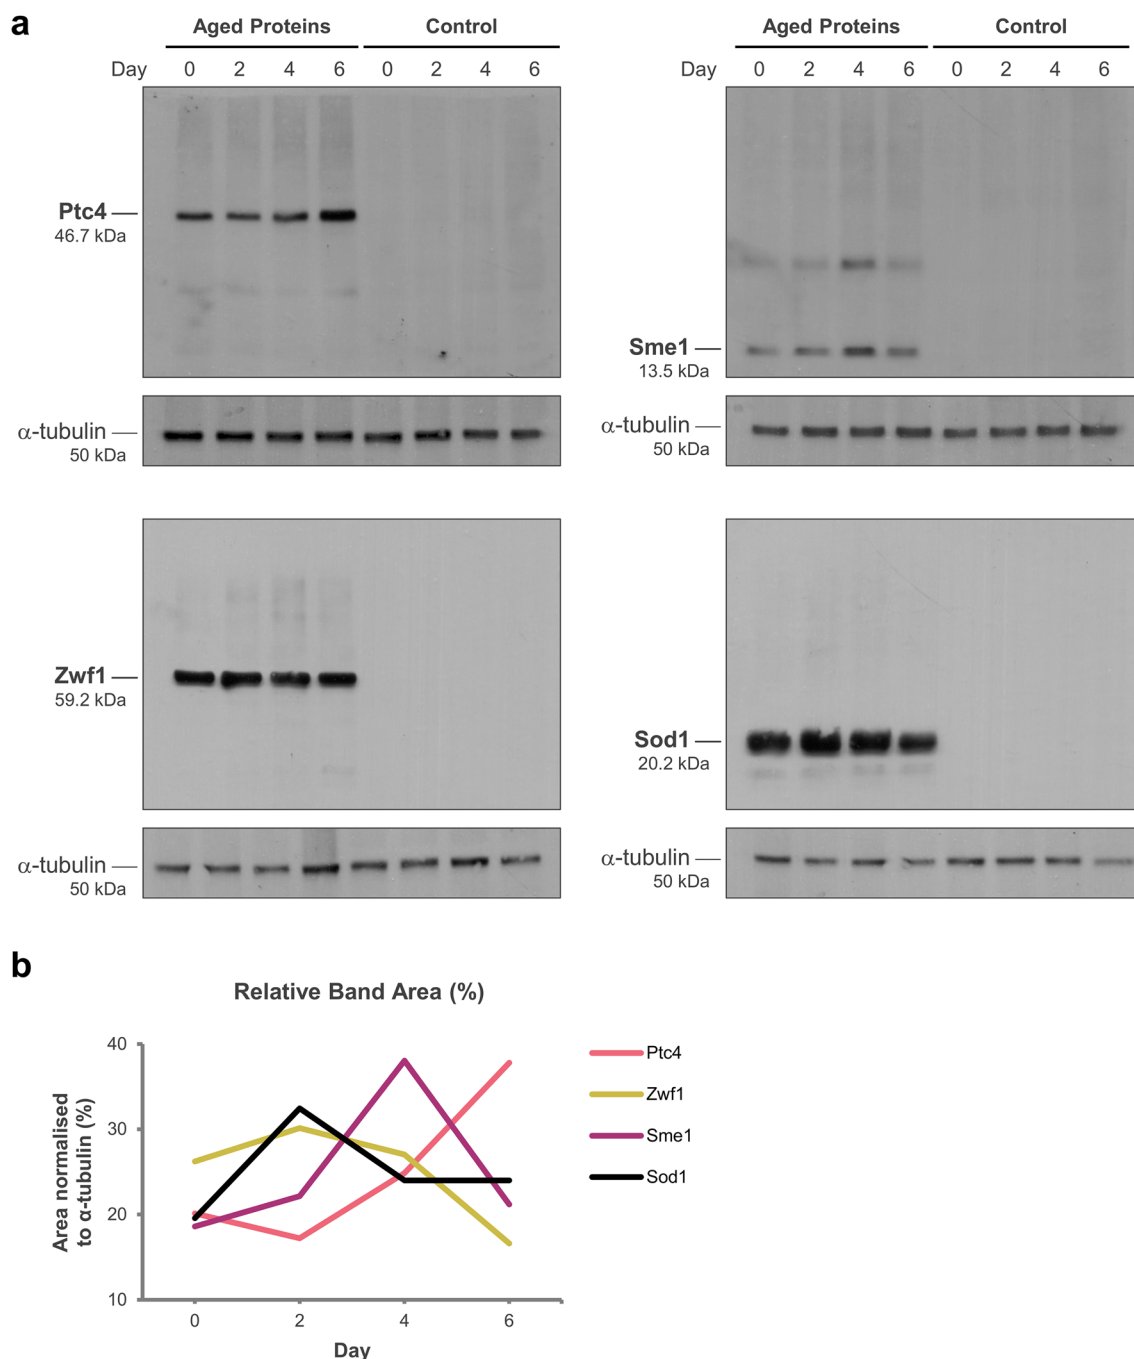 a
Aged Proteins Control
Day 0 2 4 6 0 2 4 6
Ptc4
46.7 kDa
α-tubulin
50 kDa
Aged Proteins Control
Day 0 2 4 6 0 2 4 6
Sme1
13.5 kDa
α-tubulin
50 kDa
Zwf1
59.2 kDa
α-tubulin
50 kDa
Sod1
20.2 kDa
α-tubulin
50 kDa
b
Relative Band Area (%)
Area normalised
to α-tubulin (%)
40
30
20
10
0 2 4 6
Day
Ptc4
Zwf1
Sme1
Sod1